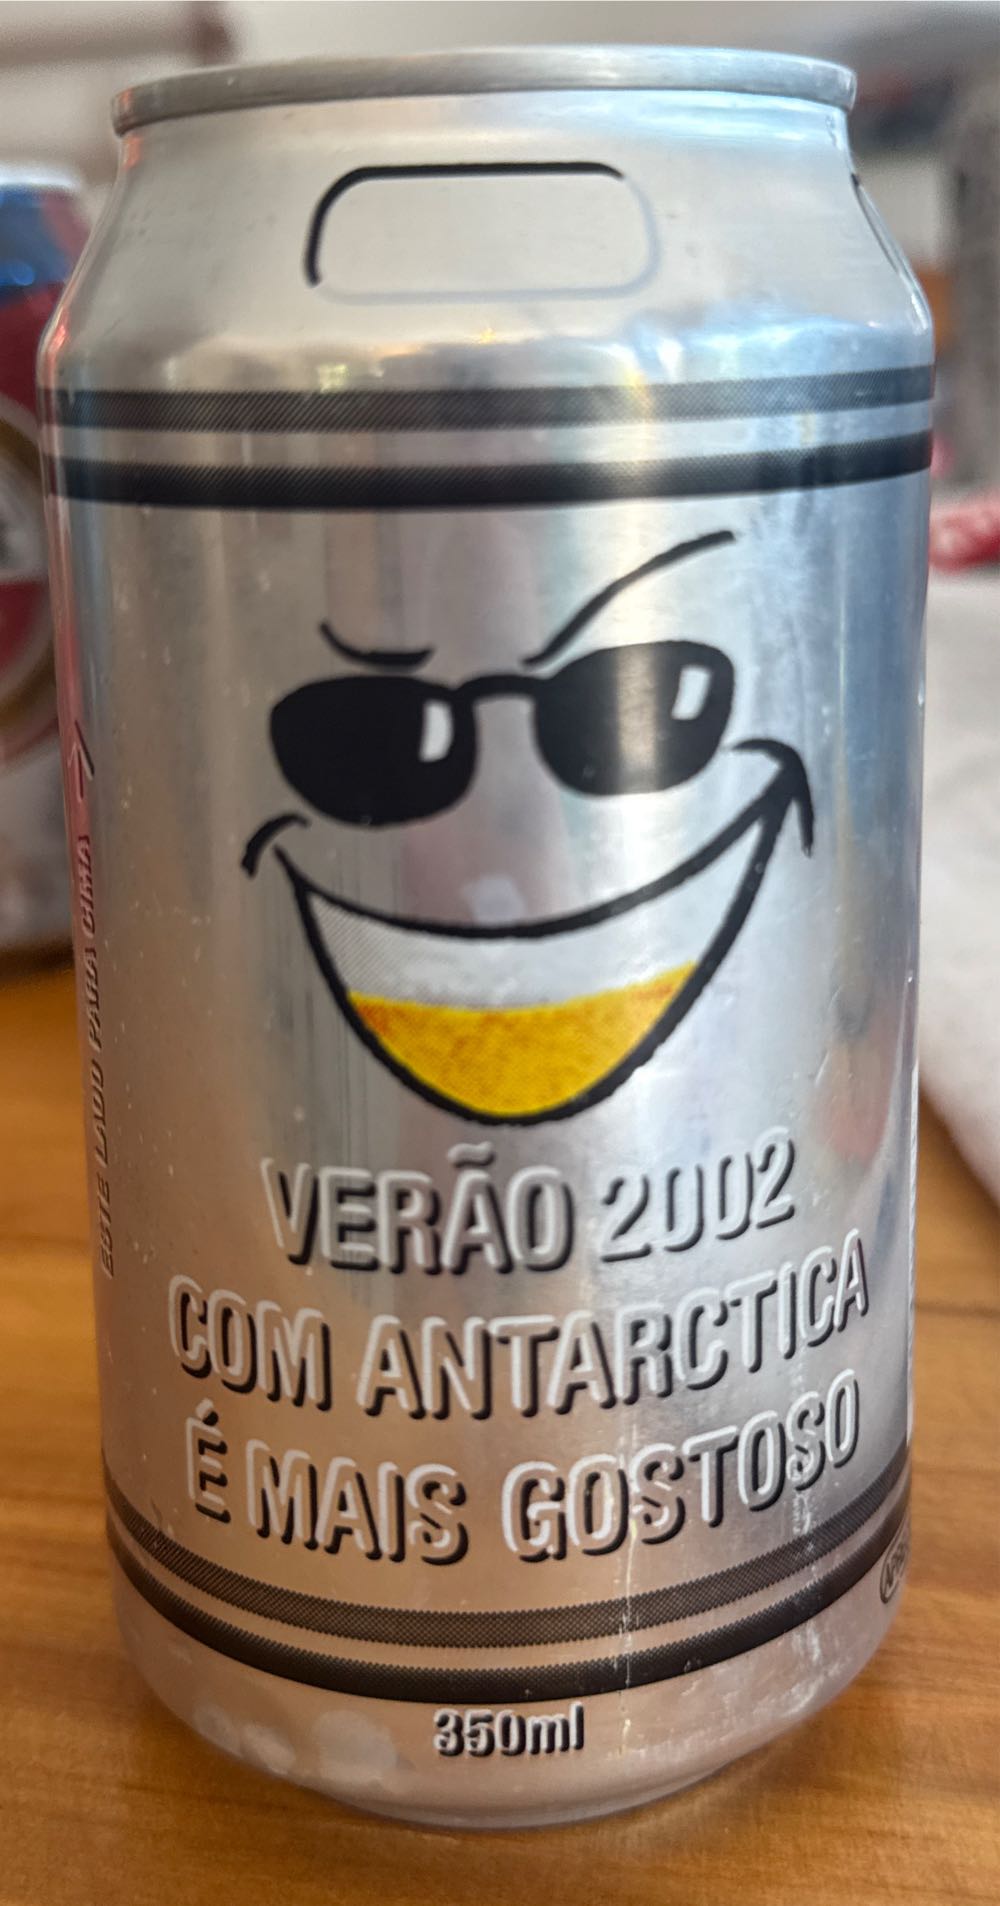 VERÃO 2002
COM ANTARCTICA
É MAIS GOSTOSO
350ml
ESTE LADO PARA CIMA